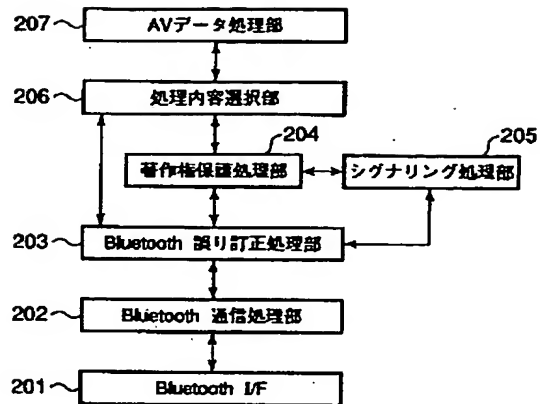 207
AVデータ処理部
206
処理内容選択部
204
205
著作権保護処理部
シグナリング処理部
203
Bluetooth 誤り訂正処理部
202
Bluetooth 通信処理部
201
Bluetooth I/F